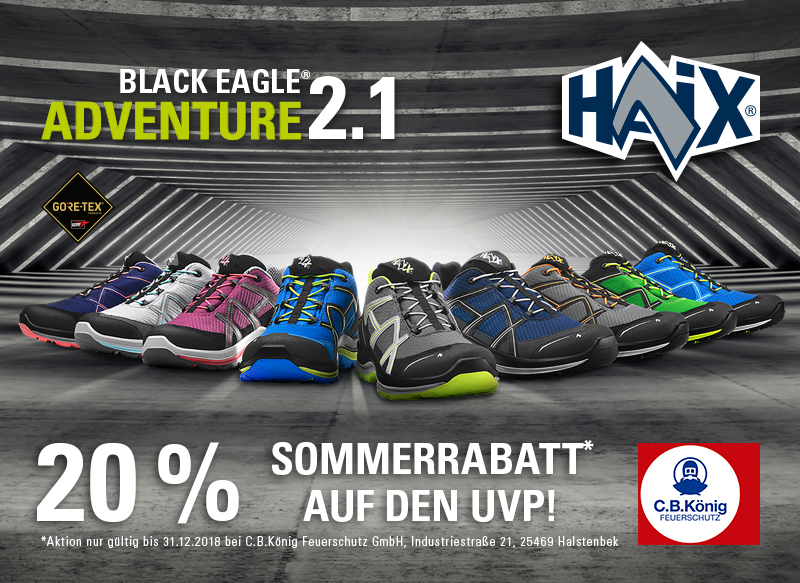 BLACK EAGLE®
ADVENTURE 2.1
HAIX®
GORE-TEX
20 % SOMMERRABATT*
AUF DEN UVP!
C.B.König
FEUERSCHUTZ
*Aktion nur gültig bis 31.12.2018 bei C.B.König Feuerschutz GmbH, Industriestraße 21, 25469 Halstenbek